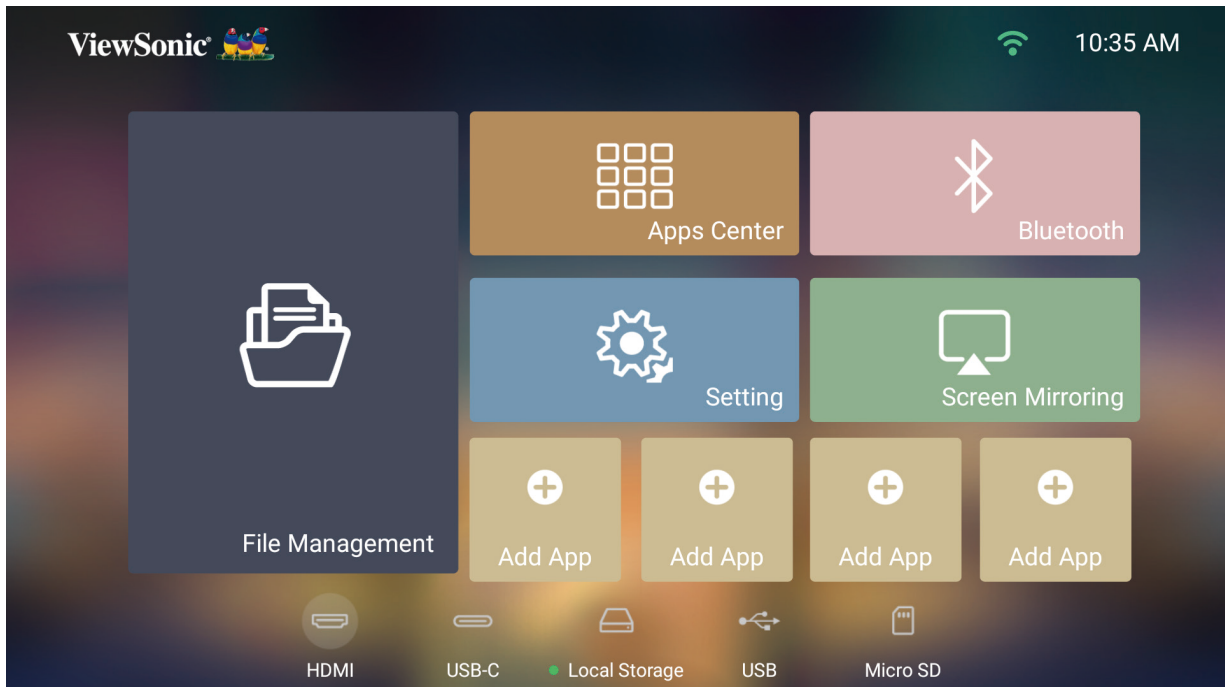 ViewSonic®
10:35 AM
Apps Center
Bluetooth
Setting
Screen Mirroring
File Management
Add App
Add App
Add App
Add App
HDMI
USB-C
Local Storage
USB
Micro SD